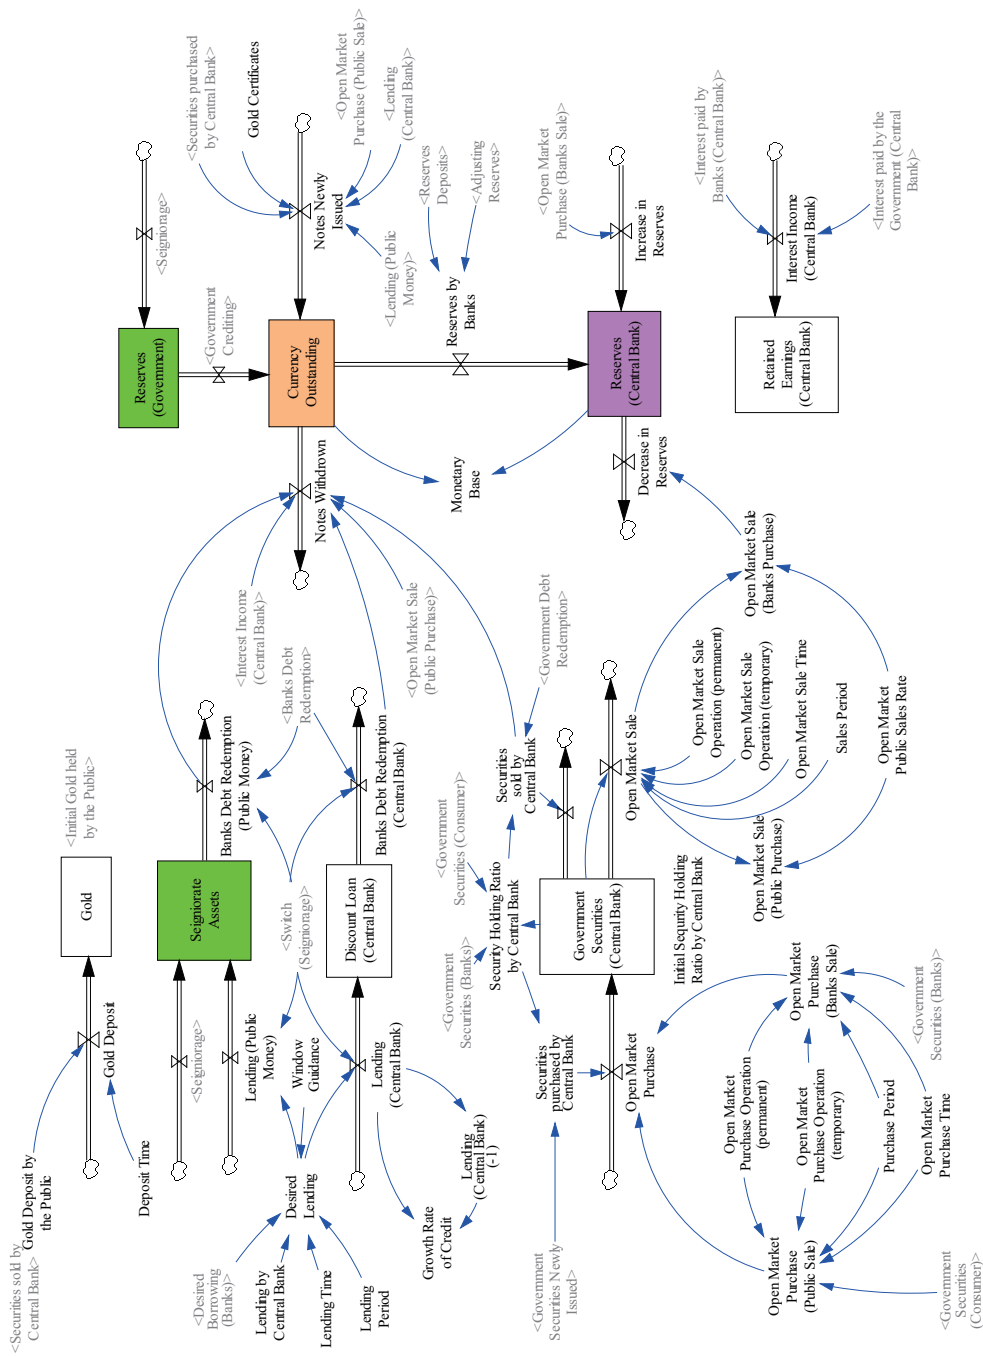 <Securities sold by
Central Bank>
Gold Deposit by
the Public
Deposit Time
Gold Deposit
Gold
<Initial Gold held
by the Public>
<Seigniorage>
Lending (Public
Money)
Seigniorate
Assets
Banks Debt Redemption
(Public Money)
<Desired
Borrowing
(Banks)>
Lending by
Central Bank
Lending Time
Lending
Period
Desired
Lending
Window
Guidance
<Switch
(Seigniorage)>
Growth Rate
of Credit
Lending
(Central Bank)
(-1)
Lending
(Central Bank)
Discount Loan
(Central Bank)
Banks Debt Redemption
(Central Bank)
<Banks Debt
Redemption>
<Interest Income
(Central Bank)>
<Open Market Sale
(Public Purchase)>
Reserves
(Government)
<Seigniorage>
<Government
Crediting>
Currency
Outstanding
Notes Withdrown
Notes Newly
Issued
<Securities purchased
by Central Bank>
Gold Certificates
<Open Market
Purchase (Public Sale)>
<Lending
(Central Bank)>
<Lending (Public
Money)>
<Reserves
Deposits>
<Adjusting
Reserves>
Reserves by
Banks
Monetary
Base
<Government
Securities Newly
Issued>
Securities
purchased by
Central Bank
<Government
Securities (Banks)>
Security Holding Ratio
by Central Bank
<Government
Securities (Consumer)>
Securities
sold by
Central Bank
<Government Debt
Redemption>
Open Market
Purchase
Government
Securities
(Central Bank)
Open Market Sale
Initial Sequrity Holding
Ratio by Central Bank
Reserves
(Central Bank)
Decrease in
Reserves
Increase in
Reserves
<Open Market
Purchase (Banks Sale)>
Open Market Sale
(Banks Purchase)
Open Market Sale
Operation (permanent)
Open Market Sale
Operation (temporary)
Open Market Sale Time
Sales Period
Open Market
Public Sales Rate
Open Market Sale
(Public Purchase)
Retained
Earnings
(Central Bank)
Interest Income
(Central Bank)
<Interest paid by
Banks (Central Bank)>
<Interest paid by the
Government (Central
Bank)>
Open Market
Purchase
(Public Sale)
Open Market
Purchase Operation
(permanent)
Open Market
Purchase Operation
(temporary)
Purchase Period
Open Market
Purchase Time
Open Market
Purchase
(Banks Sale)
<Government
Securities (Banks)>
<Government
Securities
(Consumer)>